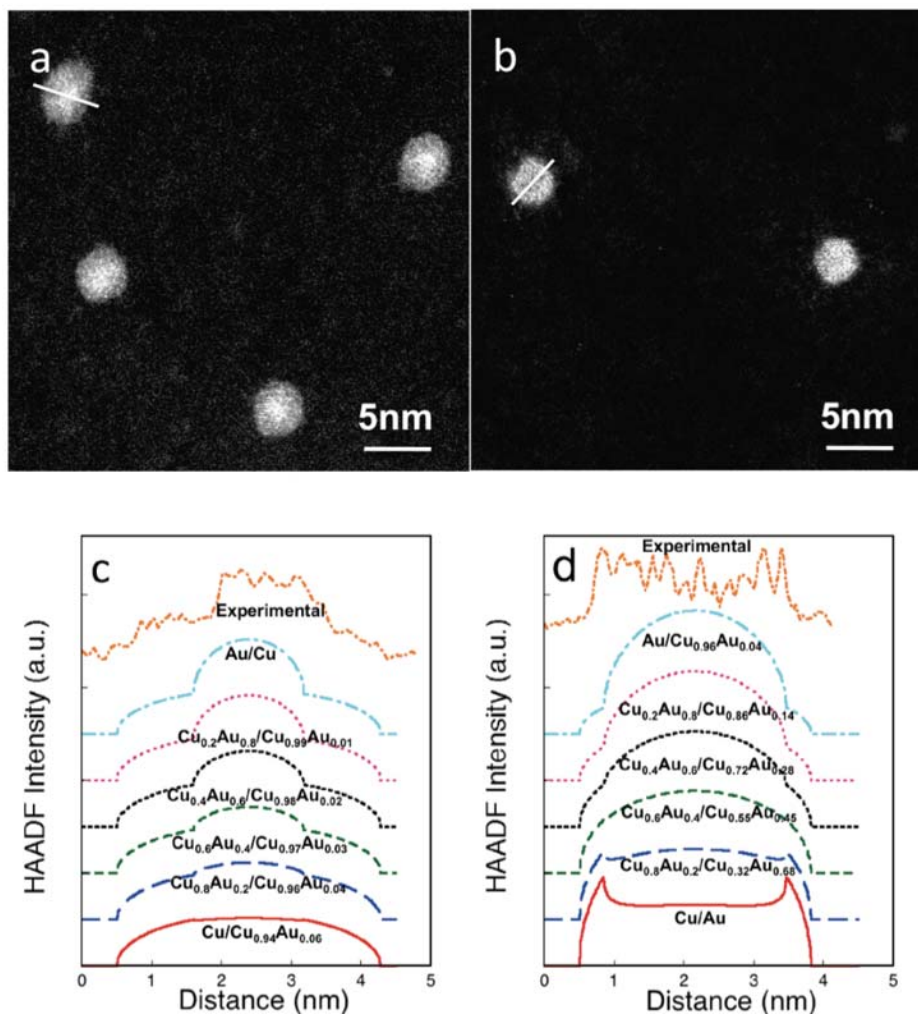 a
5nm
b
5nm
c
Experimental
Au/Cu
Cu0.2Au0.8/Cu0.99Au0.01
Cu0.4Au0.6/Cu0.98Au0.02
Cu0.6Au0.4/Cu0.97Au0.03
Cu0.8Au0.2/Cu0.96Au0.04
Cu/Cu0.94Au0.06
HAADF Intensity (a.u.)
0 1 2 3 4 5
Distance (nm)
d
Experimental
Au/Cu0.96Au0.04
Cu0.2Au0.8/Cu0.86Au0.14
Cu0.4Au0.6/Cu0.72Au0.28
Cu0.6Au0.4/Cu0.55Au0.45
Cu0.8Au0.2/Cu0.32Au0.68
Cu/Au
HAADF Intensity (a.u.)
0 1 2 3 4 5
Distance (nm)